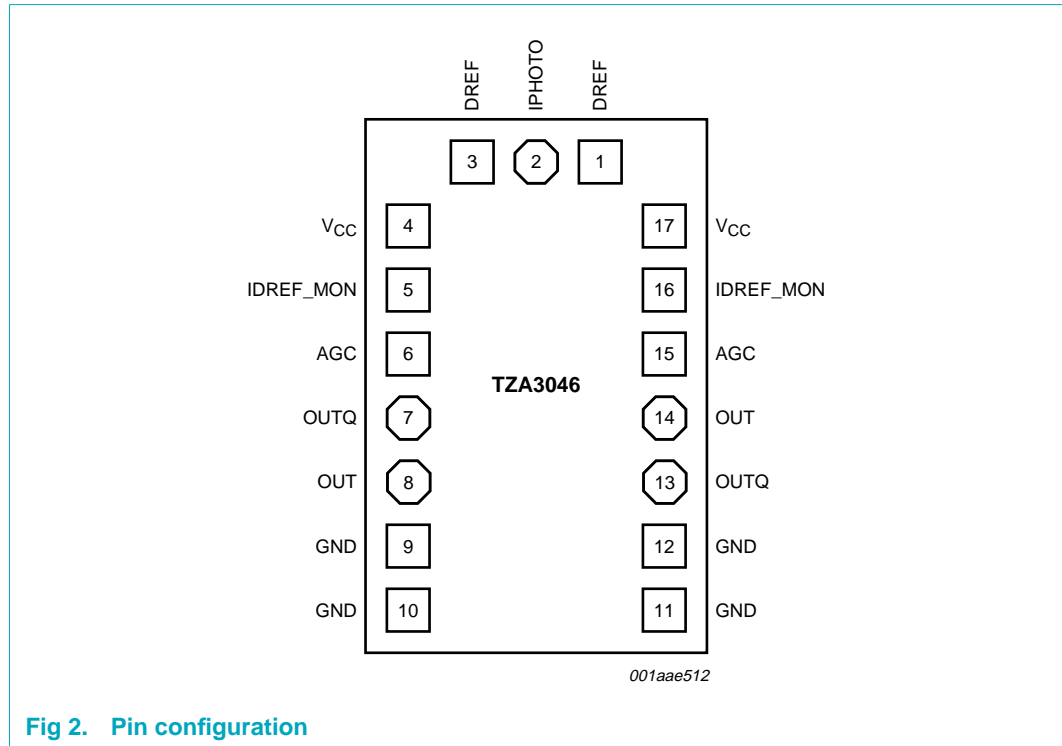 DREF IPHOTO DREF
3 2 1
VCC 4 17 VCC
IDREF_MON 5 16 IDREF_MON
AGC 6 15 AGC
TZA3046
OUTQ 7 14 OUT
OUT 8 13 OUTQ
GND 9 12 GND
GND 10 11 GND
001aae512
Fig 2. Pin configuration